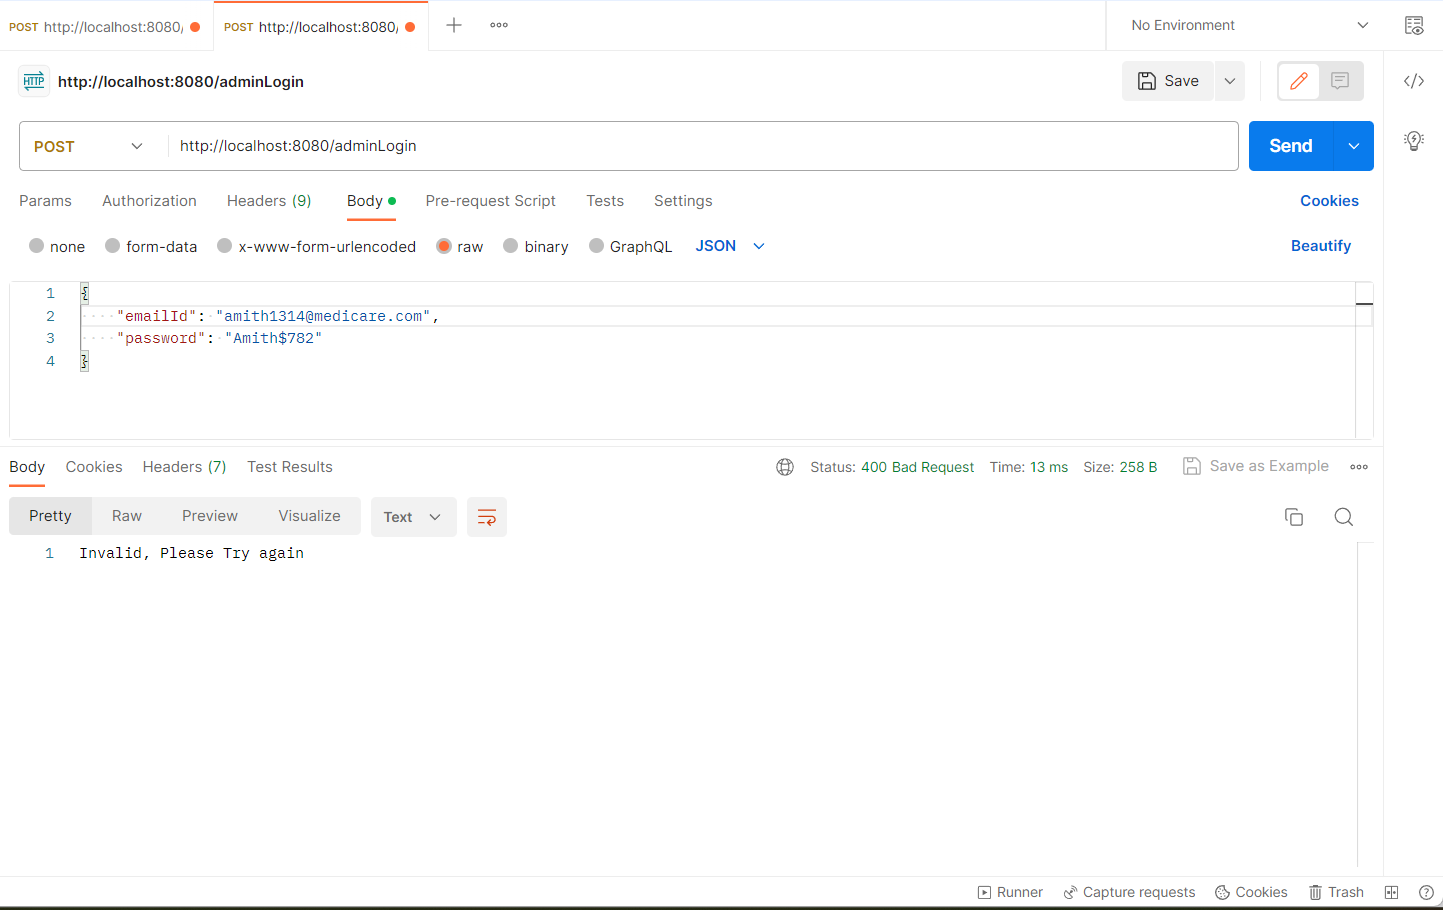 POST http://localhost:8080/ POST http://localhost:8080/ No Environment
HTTP http://localhost:8080/adminLogin Save
POST http://localhost:8080/adminLogin Send
Params Authorization Headers (9) Body Pre-request Script Tests Settings Cookies
none form-data x-www-form-urlencoded raw binary GraphQL JSON Beautify
1 {
2 "emailId": "amith1314@medicare.com",
3 "password": "Amith$782"
4 }
Body Cookies Headers (7) Test Results Status: 400 Bad Request Time: 13 ms Size: 258 B Save as Example
Pretty Raw Preview Visualize Text
1 Invalid, Please Try again
Runner Capture requests Cookies Trash